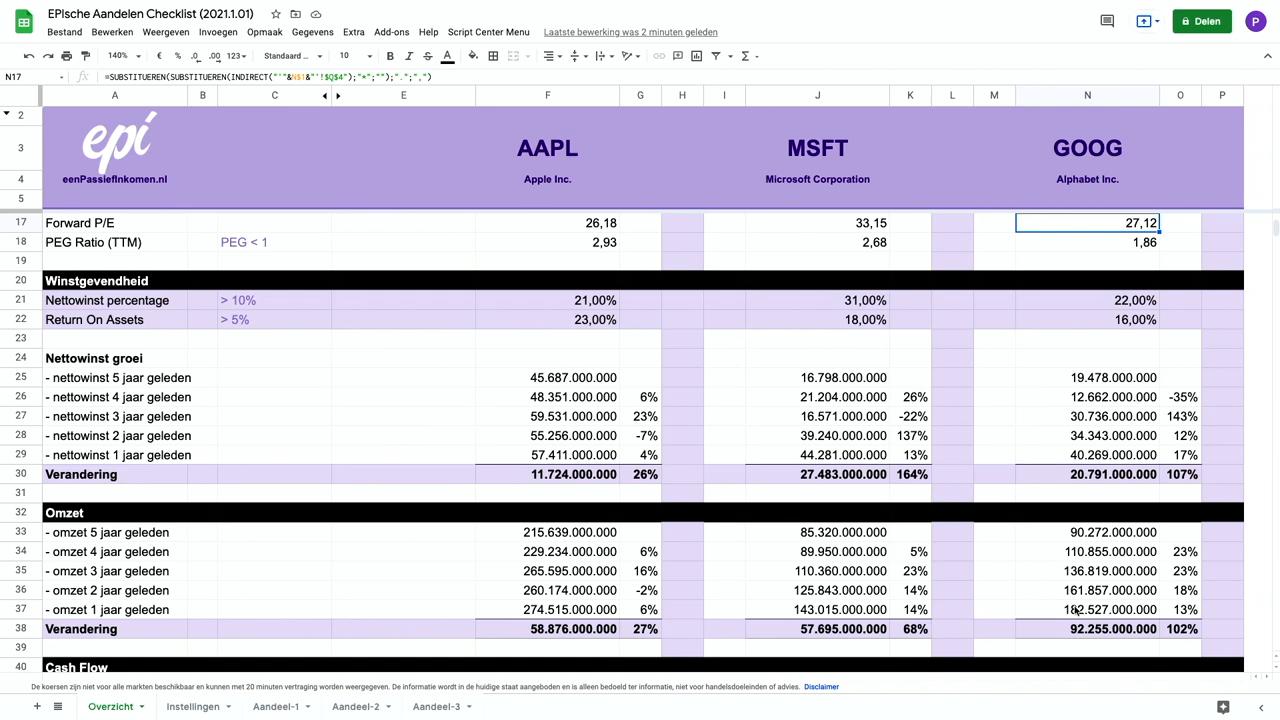 EPIsche Aandelen Checklist (2021.1.01)
Bestand Bewerken Weergeven Invoegen Opmaak Gegevens Extra Add-ons Help Script Center Menu Laatste bewerking was 2 minuten geleden
Delen
P
140% € % .0 .00 123 Standaard ... 10 B I S A
N17 fx =SUBSTITUEREN(SUBSTITUEREN(INDIRECT("'"&N$1&"'!$Q$4");"*";"");".";",")
A B C E F G H I J K L M N O P
2
3 epi AAPL MSFT GOOG
4 eenPassiefInkomen.nl Apple Inc. Microsoft Corporation Alphabet Inc.
5
17 Forward P/E 26,18 33,15 27,12
18 PEG Ratio (TTM) PEG < 1 2,93 2,68 1,86
19
20 Winstgevendheid
21 Nettowinst percentage > 10% 21,00% 31,00% 22,00%
22 Return On Assets > 5% 23,00% 18,00% 16,00%
23
24 Nettowinst groei
25 - nettowinst 5 jaar geleden 45.687.000.000 16.798.000.000 19.478.000.000
26 - nettowinst 4 jaar geleden 48.351.000.000 6% 21.204.000.000 26% 12.662.000.000 -35%
27 - nettowinst 3 jaar geleden 59.531.000.000 23% 16.571.000.000 -22% 30.736.000.000 143%
28 - nettowinst 2 jaar geleden 55.256.000.000 -7% 39.240.000.000 137% 34.343.000.000 12%
29 - nettowinst 1 jaar geleden 57.411.000.000 4% 44.281.000.000 13% 40.269.000.000 17%
30 Verandering 11.724.000.000 26% 27.483.000.000 164% 20.791.000.000 107%
31
32 Omzet
33 - omzet 5 jaar geleden 215.639.000.000 85.320.000.000 90.272.000.000
34 - omzet 4 jaar geleden 229.234.000.000 6% 89.950.000.000 5% 110.855.000.000 23%
35 - omzet 3 jaar geleden 265.595.000.000 16% 110.360.000.000 23% 136.819.000.000 23%
36 - omzet 2 jaar geleden 260.174.000.000 -2% 125.843.000.000 14% 161.857.000.000 18%
37 - omzet 1 jaar geleden 274.515.000.000 6% 143.015.000.000 14% 182.527.000.000 13%
38 Verandering 58.876.000.000 27% 57.695.000.000 68% 92.255.000.000 102%
39
40 Cash Flow
De koersen zijn niet voor alle markten beschikbaar en kunnen met 20 minuten vertraging worden weergegeven. De informatie wordt in de huidige staat aangeboden en is alleen bedoeld ter informatie, niet voor handelsdoeleinden of advies. Disclaimer
Overzicht Instellingen Aandeel-1 Aandeel-2 Aandeel-3